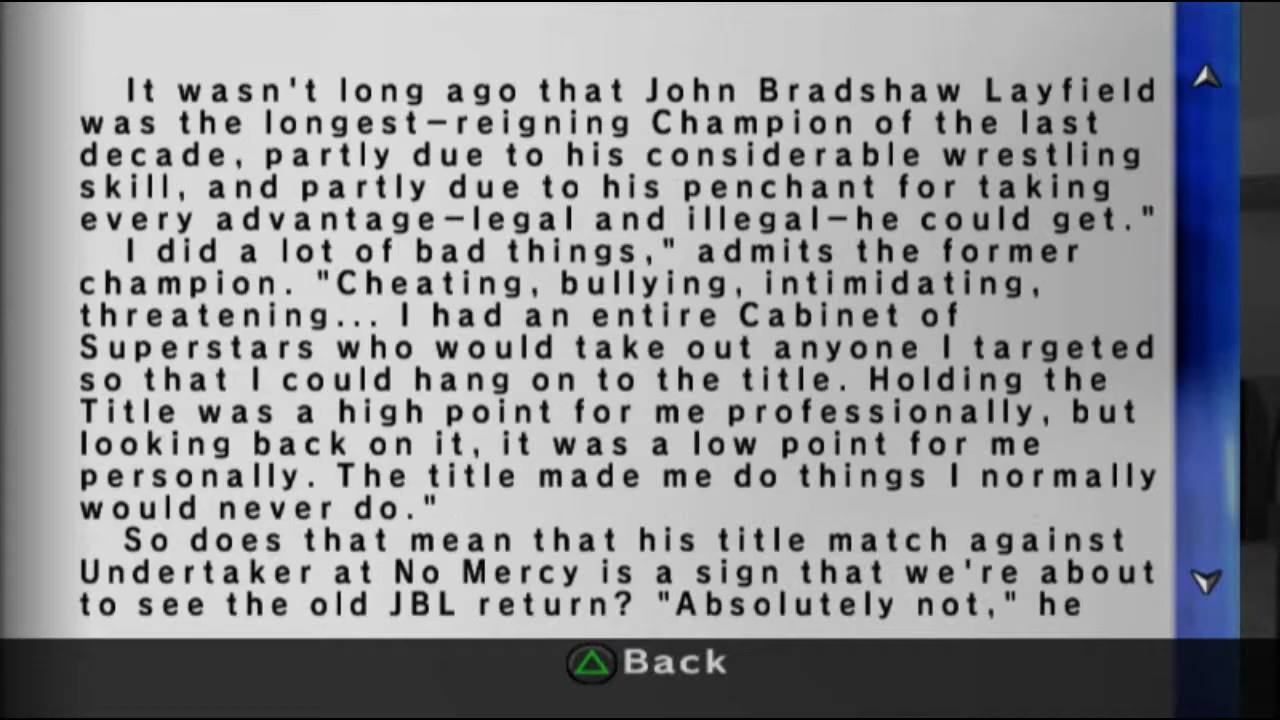 It wasn't long ago that John Bradshaw Layfield
was the longest-reigning Champion of the last
decade, partly due to his considerable wrestling
skill, and partly due to his penchant for taking
every advantage-legal and illegal-he could get."
I did a lot of bad things," admits the former
champion. "Cheating, bullying, intimidating,
threatening... I had an entire Cabinet of
Superstars who would take out anyone I targeted
so that I could hang on to the title. Holding the
Title was a high point for me professionally, but
looking back on it, it was a low point for me
personally. The title made me do things I normally
would never do."
So does that mean that his title match against
Undertaker at No Mercy is a sign that we're about
to see the old JBL return? "Absolutely not," he
Back